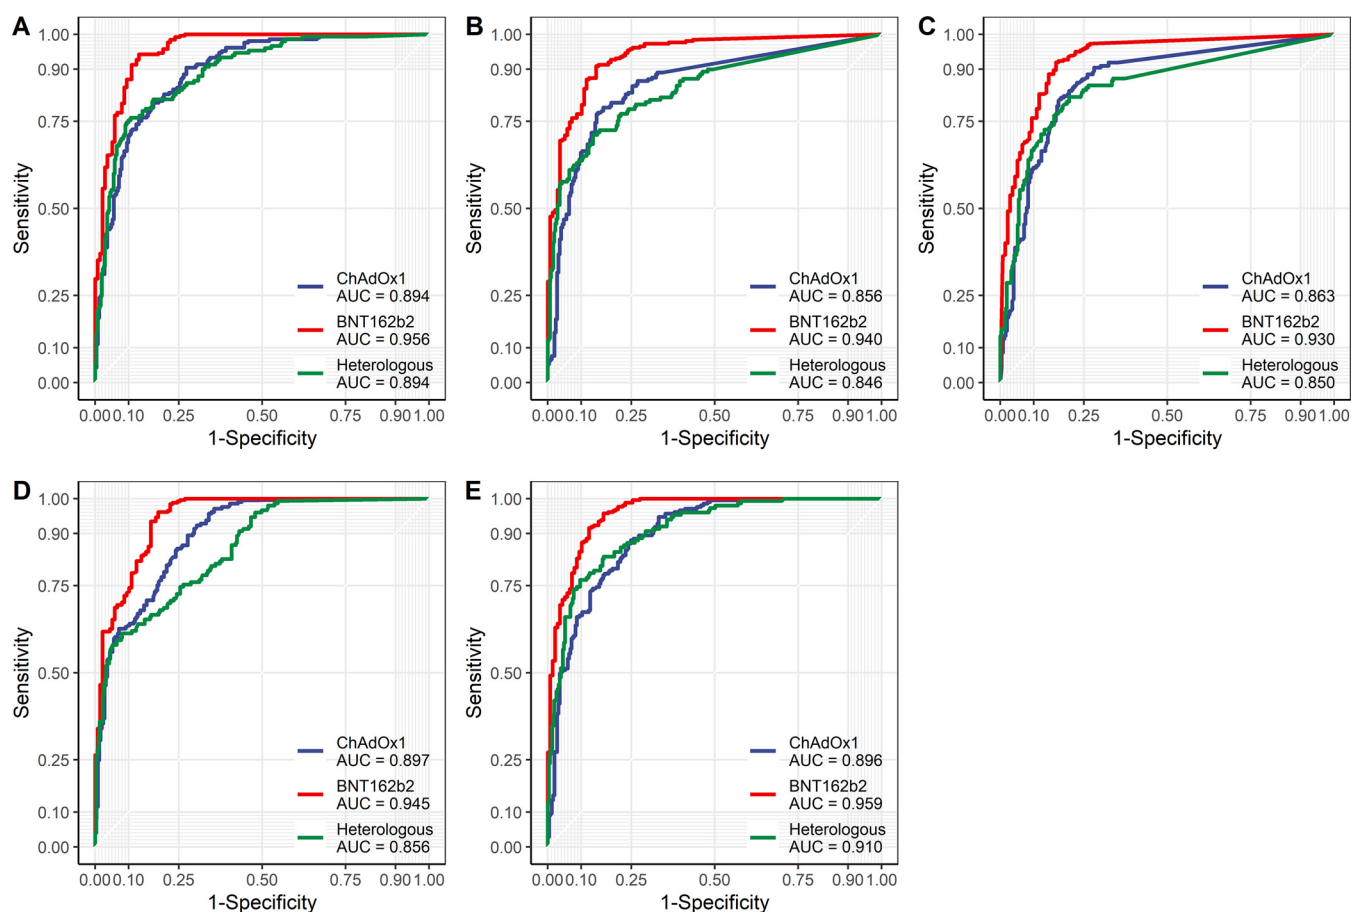 A
Sensitivity
1.00
0.90
0.75
0.50
0.25
0.10
0.00
ChAdOx1
AUC = 0.894
BNT162b2
AUC = 0.956
Heterologous
AUC = 0.894
0.00 0.10 0.25 0.50 0.75 0.90 1.00
1-Specificity
B
Sensitivity
1.00
0.90
0.75
0.50
0.25
0.10
0.00
ChAdOx1
AUC = 0.856
BNT162b2
AUC = 0.940
Heterologous
AUC = 0.846
0.00 0.10 0.25 0.50 0.75 0.90 1.00
1-Specificity
C
Sensitivity
1.00
0.90
0.75
0.50
0.25
0.10
0.00
ChAdOx1
AUC = 0.863
BNT162b2
AUC = 0.930
Heterologous
AUC = 0.850
0.00 0.10 0.25 0.50 0.75 0.90 1.00
1-Specificity
D
Sensitivity
1.00
0.90
0.75
0.50
0.25
0.10
0.00
ChAdOx1
AUC = 0.897
BNT162b2
AUC = 0.945
Heterologous
AUC = 0.856
0.00 0.10 0.25 0.50 0.75 0.90 1.00
1-Specificity
E
Sensitivity
1.00
0.90
0.75
0.50
0.25
0.10
0.00
ChAdOx1
AUC = 0.896
BNT162b2
AUC = 0.959
Heterologous
AUC = 0.910
0.00 0.10 0.25 0.50 0.75 0.90 1.00
1-Specificity